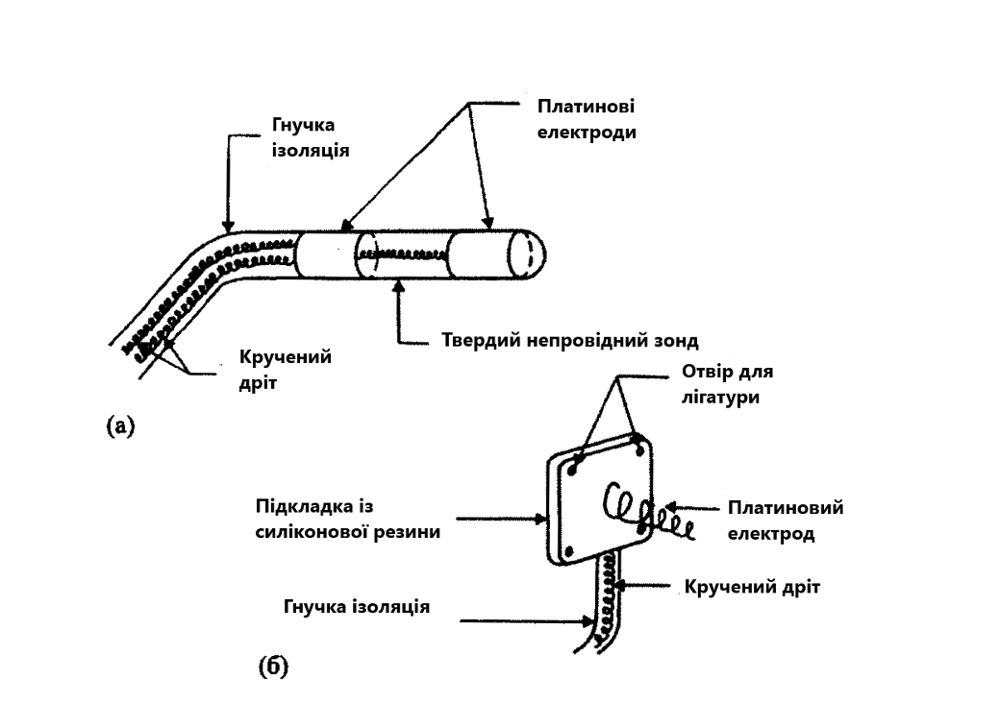 Платинові
електроди
Гнучка
ізоляція
Твердий непровідний зонд
Кручений
дріт
(а)
Отвір для
лігатури
Підкладка із
силіконової резини
Платиновий
електрод
Кручений дріт
Гнучка ізоляція
(б)